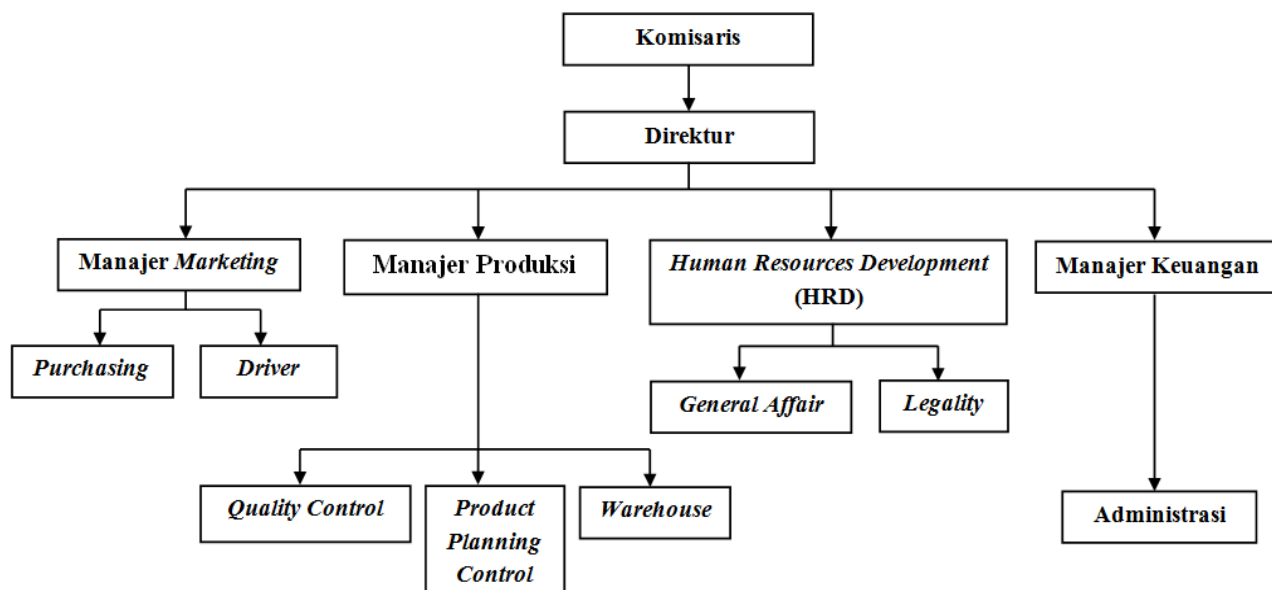 Komisaris
Direktur
Manajer Marketing
Manajer Produksi
Human Resources Development
(HRD)
Manajer Keuangan
Purchasing
Driver
General Affair
Legality
Quality Control
Product
Planning
Control
Warehouse
Administrasi